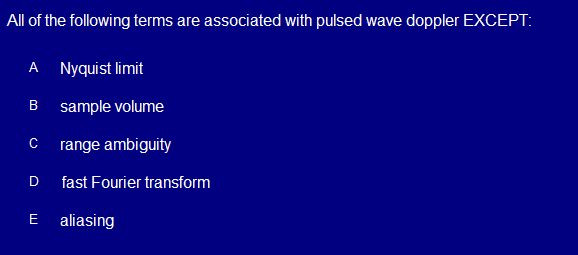 All of the following terms are associated with pulsed wave doppler EXCEPT:
A Nyquist limit
B sample volume
C range ambiguity
D fast Fourier transform
E aliasing